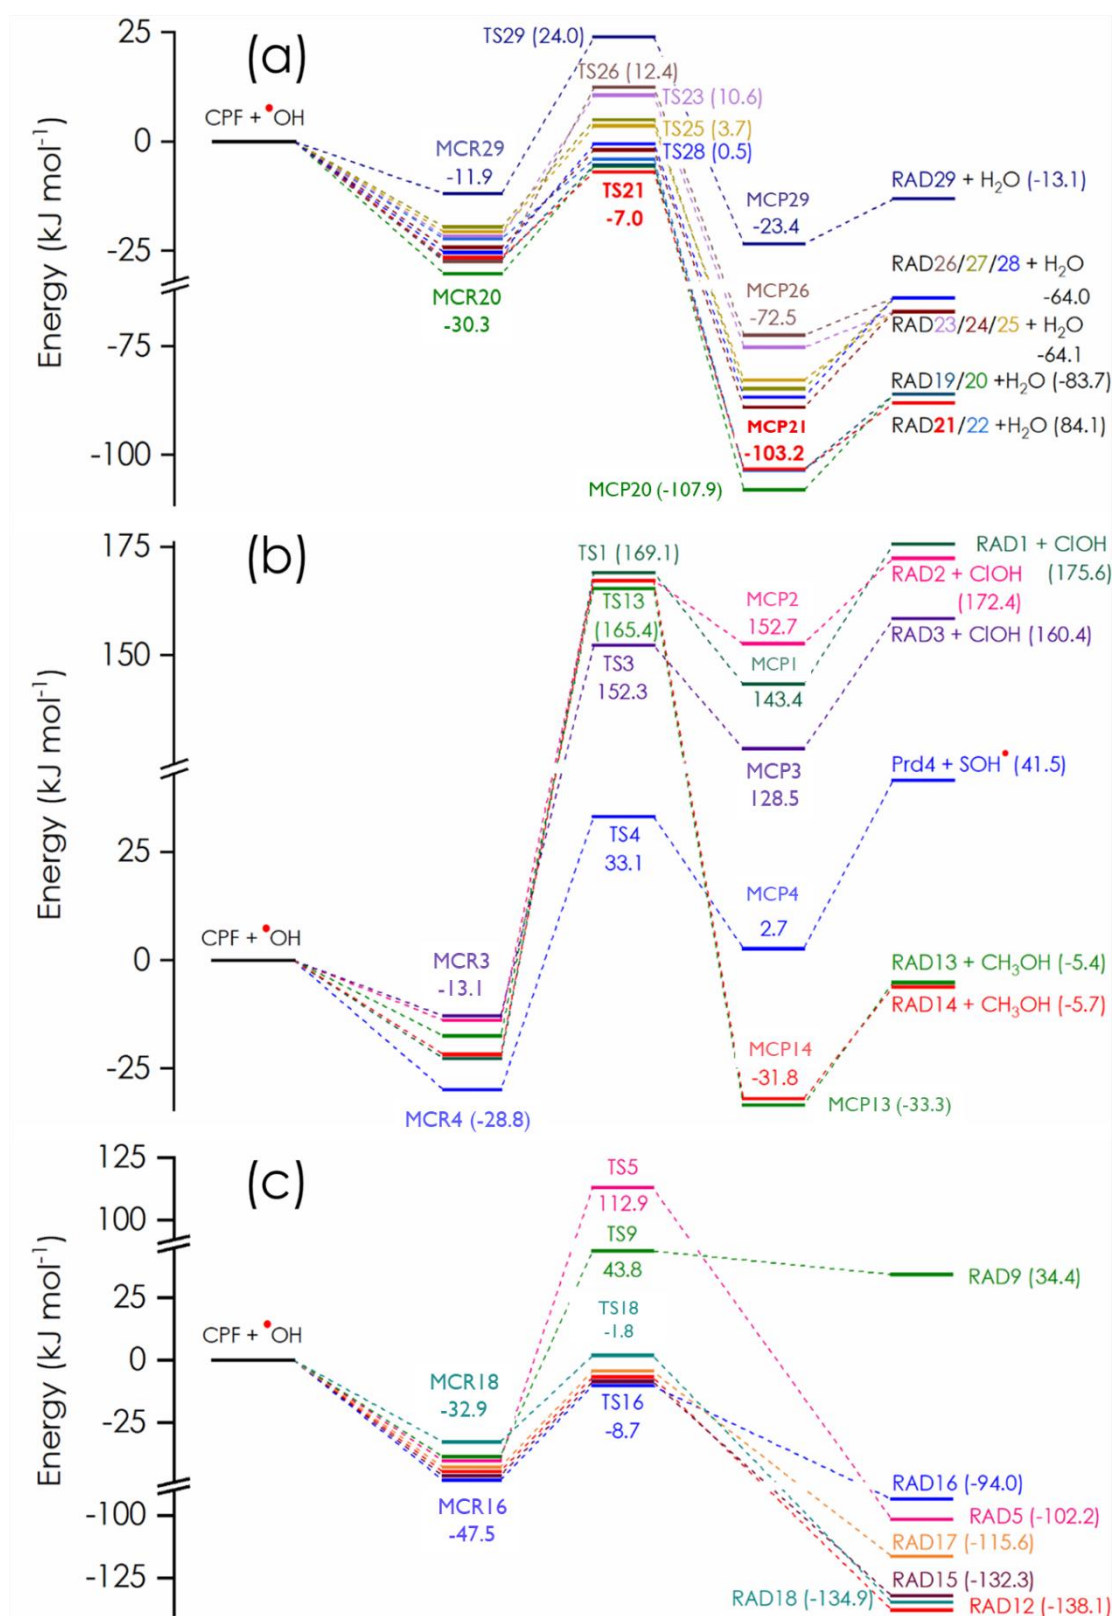 (a)
Energy (kJ mol-1)
25
0
-25
-75
-100
CPF + •OH
MCR29
-11.9
MCR20
-30.3
TS29 (24.0)
TS26 (12.4)
TS23 (10.6)
TS25 (3.7)
TS28 (0.5)
TS21
-7.0
MCP29
-23.4
MCP26
-72.5
MCP21
-103.2
MCP20 (-107.9)
RAD29 + H2O (-13.1)
RAD26/27/28 + H2O
-64.0
RAD23/24/25 + H2O
-64.1
RAD19/20 +H2O (-83.7)
RAD21/22 +H2O (84.1)
(b)
Energy (kJ mol-1)
175
150
25
0
-25
CPF + •OH
MCR3
-13.1
MCR4 (-28.8)
TS1 (169.1)
TS13
(165.4)
TS3
152.3
TS4
33.1
MCP2
152.7
MCP1
143.4
MCP3
128.5
MCP4
2.7
MCP14
-31.8
MCP13 (-33.3)
RAD1 + ClOH
(175.6)
RAD2 + ClOH
(172.4)
RAD3 + ClOH (160.4)
Prd4 + SOH• (41.5)
RAD13 + CH3OH (-5.4)
RAD14 + CH3OH (-5.7)
(c)
Energy (kJ mol-1)
125
100
25
0
-25
-100
-125
CPF + •OH
MCR18
-32.9
MCR16
-47.5
TS5
112.9
TS9
43.8
TS18
-1.8
TS16
-8.7
RAD9 (34.4)
RAD16 (-94.0)
RAD5 (-102.2)
RAD17 (-115.6)
RAD15 (-132.3)
RAD18 (-134.9)
RAD12 (-138.1)